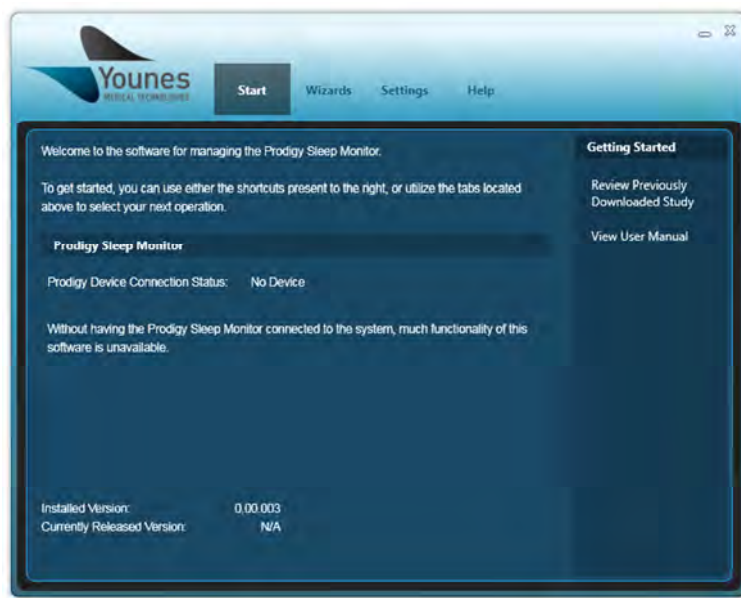 Younes
MEDICAL TECHNOLOGIES
Start
Wizards
Settings
Help
Welcome to the software for managing the Prodigy Sleep Monitor.
To get started, you can use either the shortcuts present to the right, or utilize the tabs located
above to select your next operation.
Prodigy Sleep Monitor
Prodigy Device Connection Status: No Device
Without having the Prodigy Sleep Monitor connected to the system, much functionality of this
software is unavailable.
Installed Version: 0.00.003
Currently Released Version: N/A
Getting Started
Review Previously
Downloaded Study
View User Manual